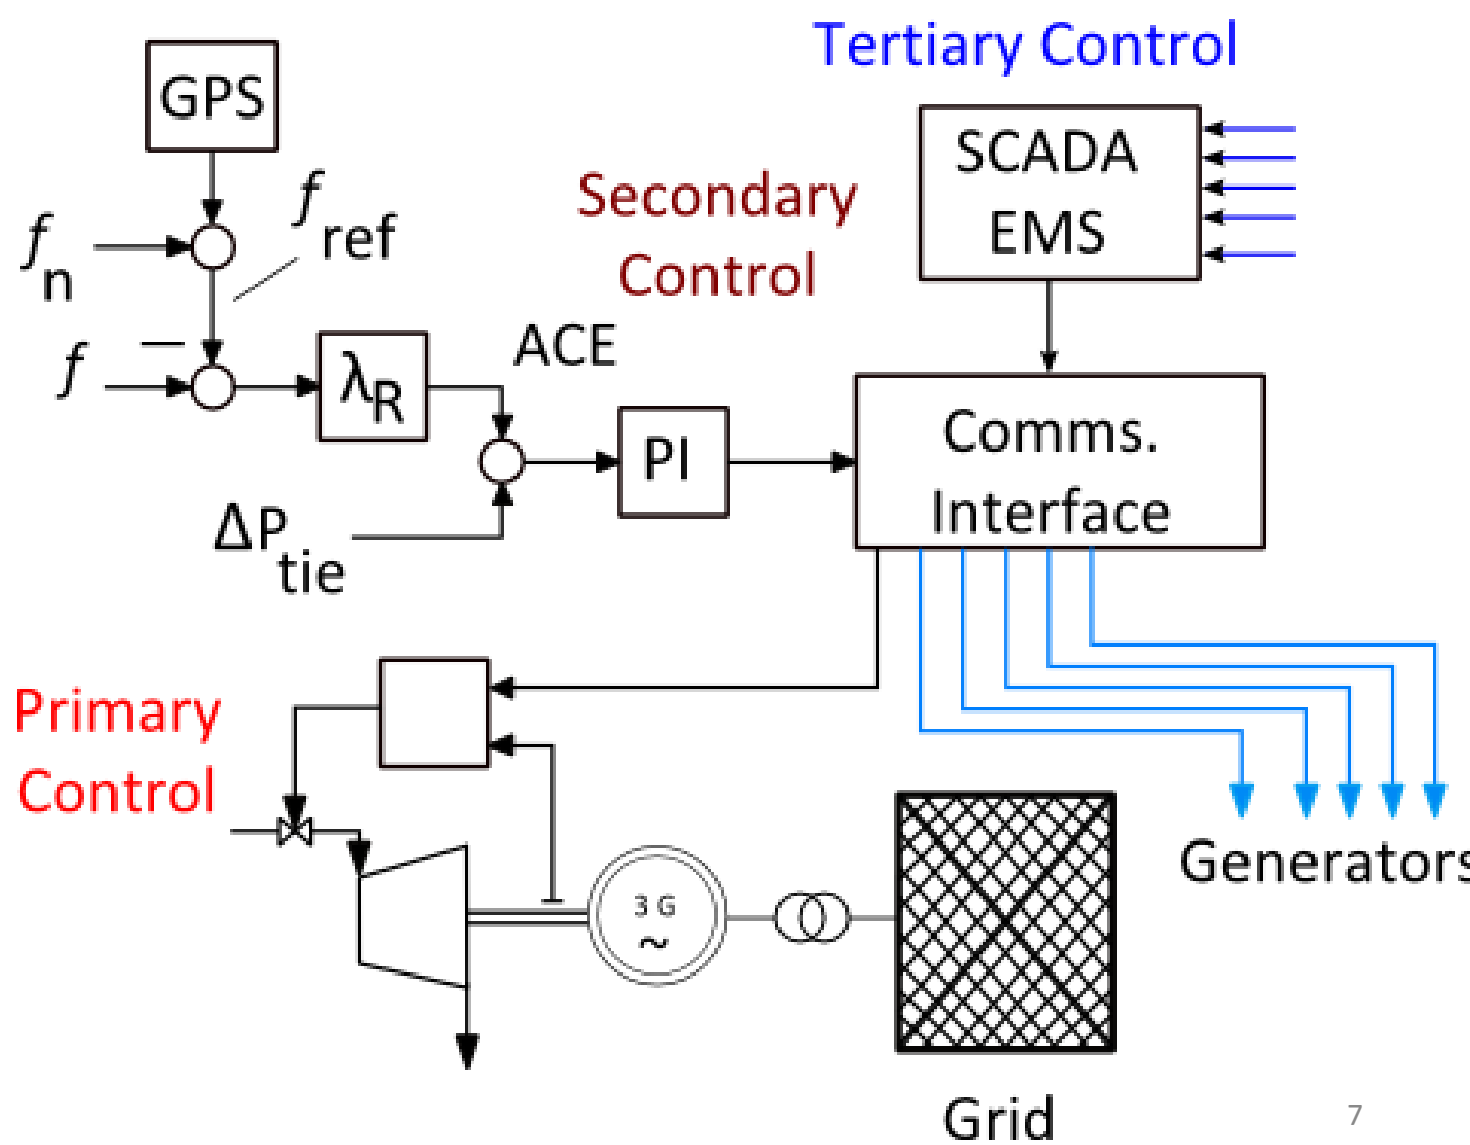 Tertiary Control
GPS
SCADA
EMS
Secondary
Control
f ref
f n
f
−
λR
ACE
PI
Comms.
Interface
ΔP tie
Primary
Control
3 G
~
Generators
Grid
7